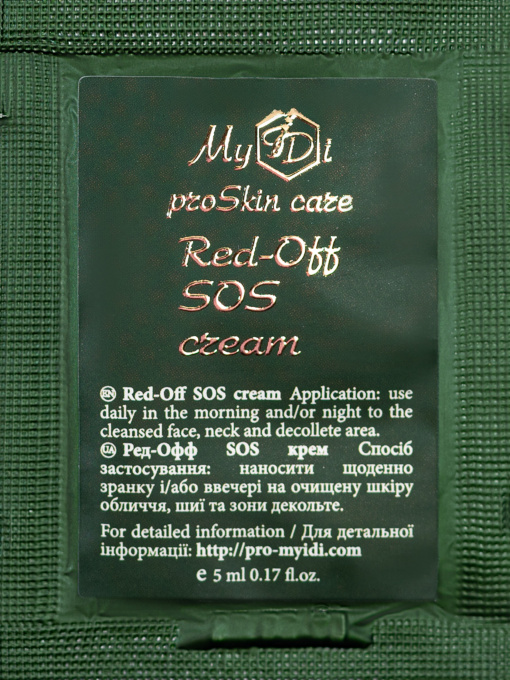 MyIDi
proSkin care
Red-Off
SOS
cream
EN Red-Off SOS cream Application: use
daily in the morning and/or night to the
cleansed face, neck and decollete area.
UA Ред-Офф SOS крем Спосіб
застосування: наносити щоденно
зранку і/або ввечері на очищену шкіру
обличчя, шиї та зони декольте.
For detailed information / Для детальної
інформації: http://pro-myidi.com
℮ 5 ml 0.17 fl.oz.